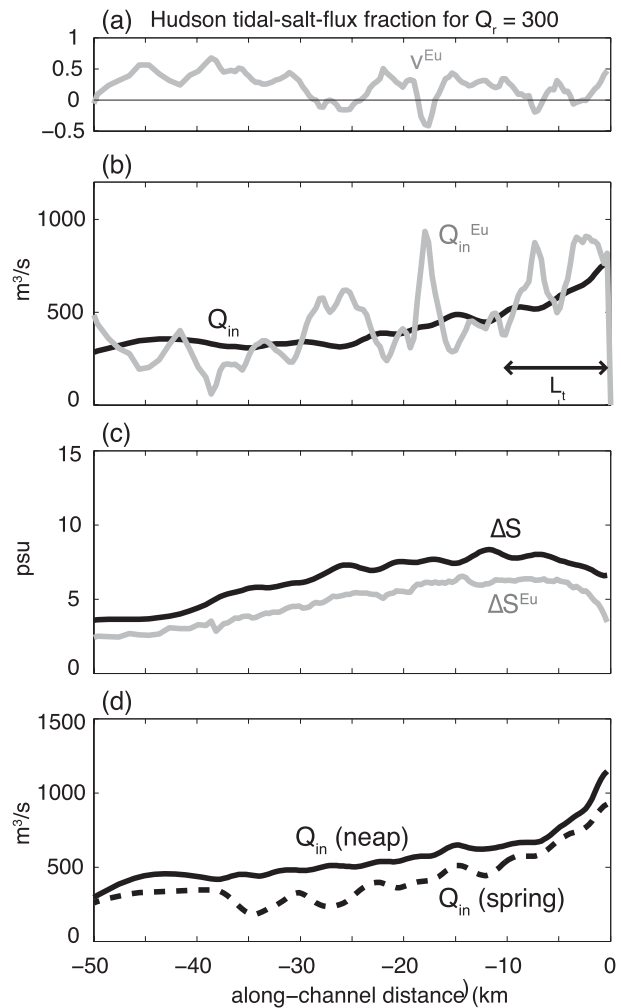 (a) Hudson tidal-salt-flux fraction for Q_r = 300
1
0.5
0
−0.5
ν^Eu
(b)
1000
500
0
m³/s
Q_in^Eu
Q_in
L_t
(c)
15
10
5
0
psu
ΔS
ΔS^Eu
(d)
1500
1000
500
0
m³/s
Q_in (neap)
Q_in (spring)
−50 −40 −30 −20 −10 0
along−channel distance) (km